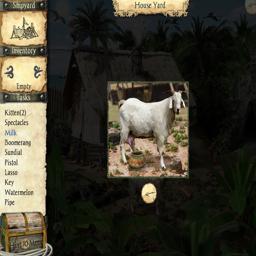 Shipyard
House Yard
Inventory
Empty
Tasks
Kitten(2)
Spectacles
Milk
Boomerang
Sundial
Pistol
Lasso
Key
Watermelon
Pipe